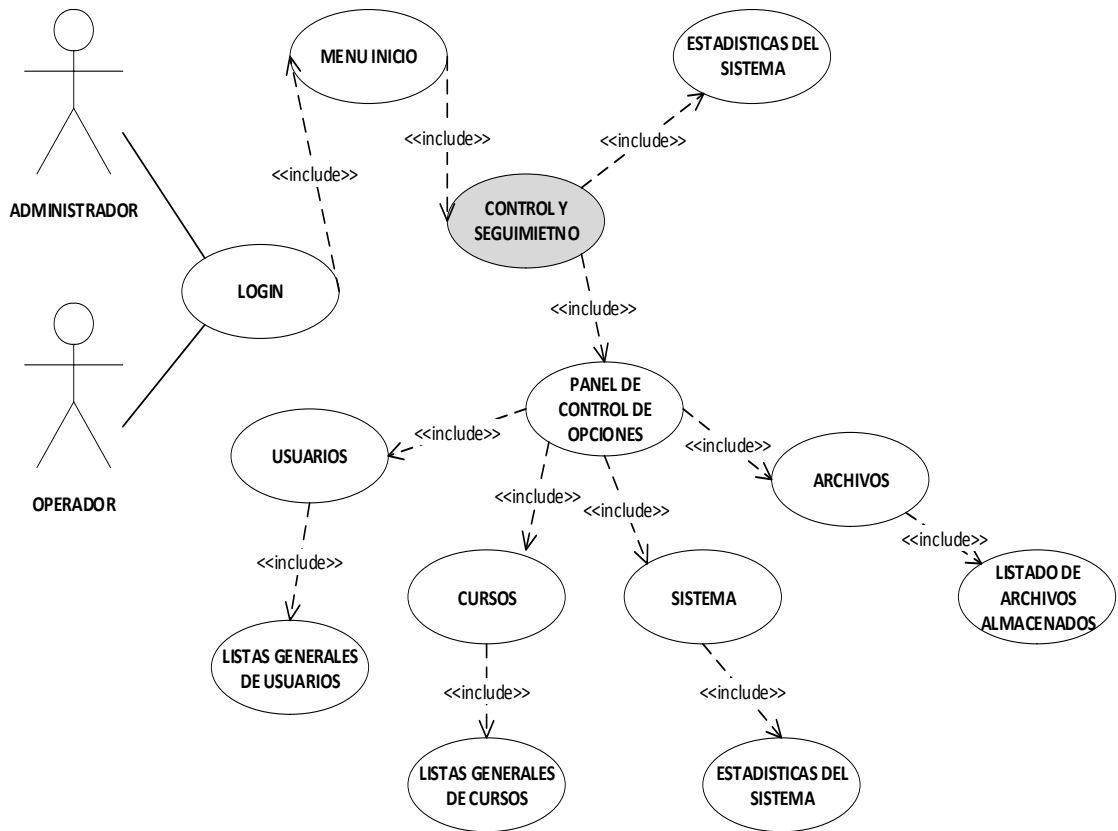 MENU INICIO
ESTADISTICAS DEL
SISTEMA
<<include>>
<<include>>
<<include>>
ADMINISTRADOR
CONTROL Y
SEGUIMIETNO
LOGIN
<<include>>
PANEL DE
CONTROL DE
OPCIONES
<<include>>
<<include>>
USUARIOS
ARCHIVOS
OPERADOR
<<include>>
<<include>>
<<include>>
<<include>>
CURSOS
SISTEMA
LISTADO DE
ARCHIVOS
ALMACENADOS
LISTAS GENERALES
DE USUARIOS
<<include>>
<<include>>
LISTAS GENERALES
DE CURSOS
ESTADISTICAS DEL
SISTEMA